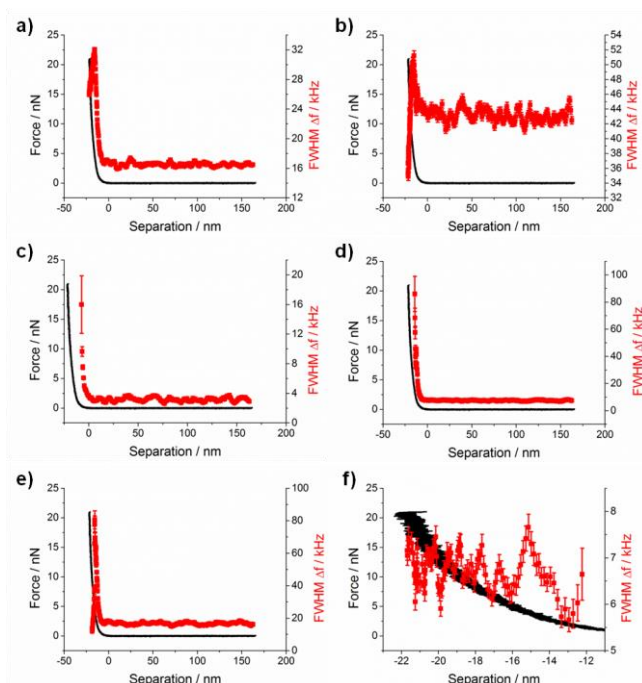 a)
25
20
15
10
5
0
Force / nN
-50 0 50 100 150 200
Separation / nm
32
28
24
20
16
12
FWHM Δf / kHz
b)
25
20
15
10
5
0
Force / nN
-50 0 50 100 150 200
Separation / nm
54
52
50
48
46
44
42
40
38
36
34
32
FWHM Δf / kHz
c)
25
20
15
10
5
0
Force / nN
-50 0 50 100 150 200
Separation / nm
20
16
12
8
4
0
FWHM Δf / kHz
d)
25
20
15
10
5
0
Force / nN
-50 0 50 100 150 200
Separation / nm
100
80
60
40
20
0
FWHM Δf / kHz
e)
25
20
15
10
5
0
Force / nN
-50 0 50 100 150 200
Separation / nm
100
80
60
40
20
0
FWHM Δf / kHz
f)
25
20
15
10
5
0
Force / nN
-22 -20 -18 -16 -14 -12
Separation / nm
8
7
6
5
FWHM Δf / kHz